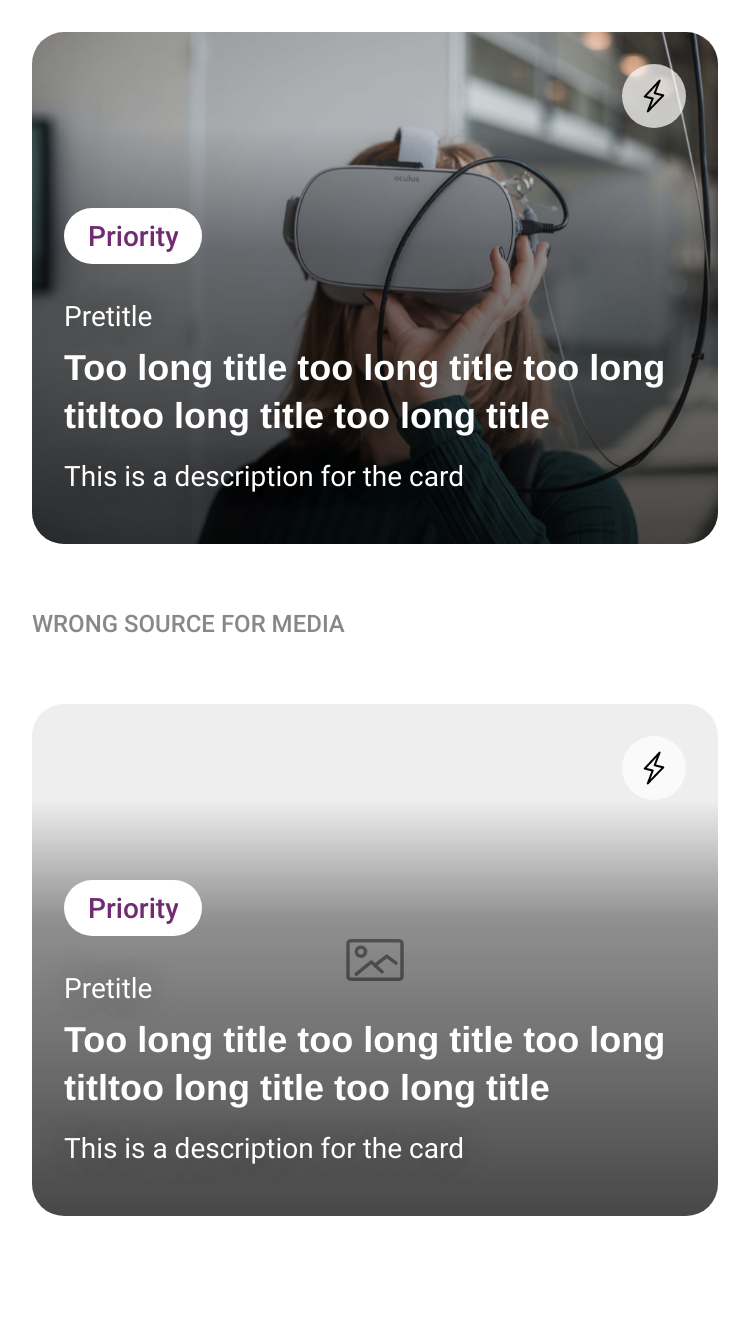 oculus
Priority
Pretitle
Too long title too long title too long
titltoo long title too long title
This is a description for the card
WRONG SOURCE FOR MEDIA
Priority
Pretitle
Too long title too long title too long
titltoo long title too long title
This is a description for the card